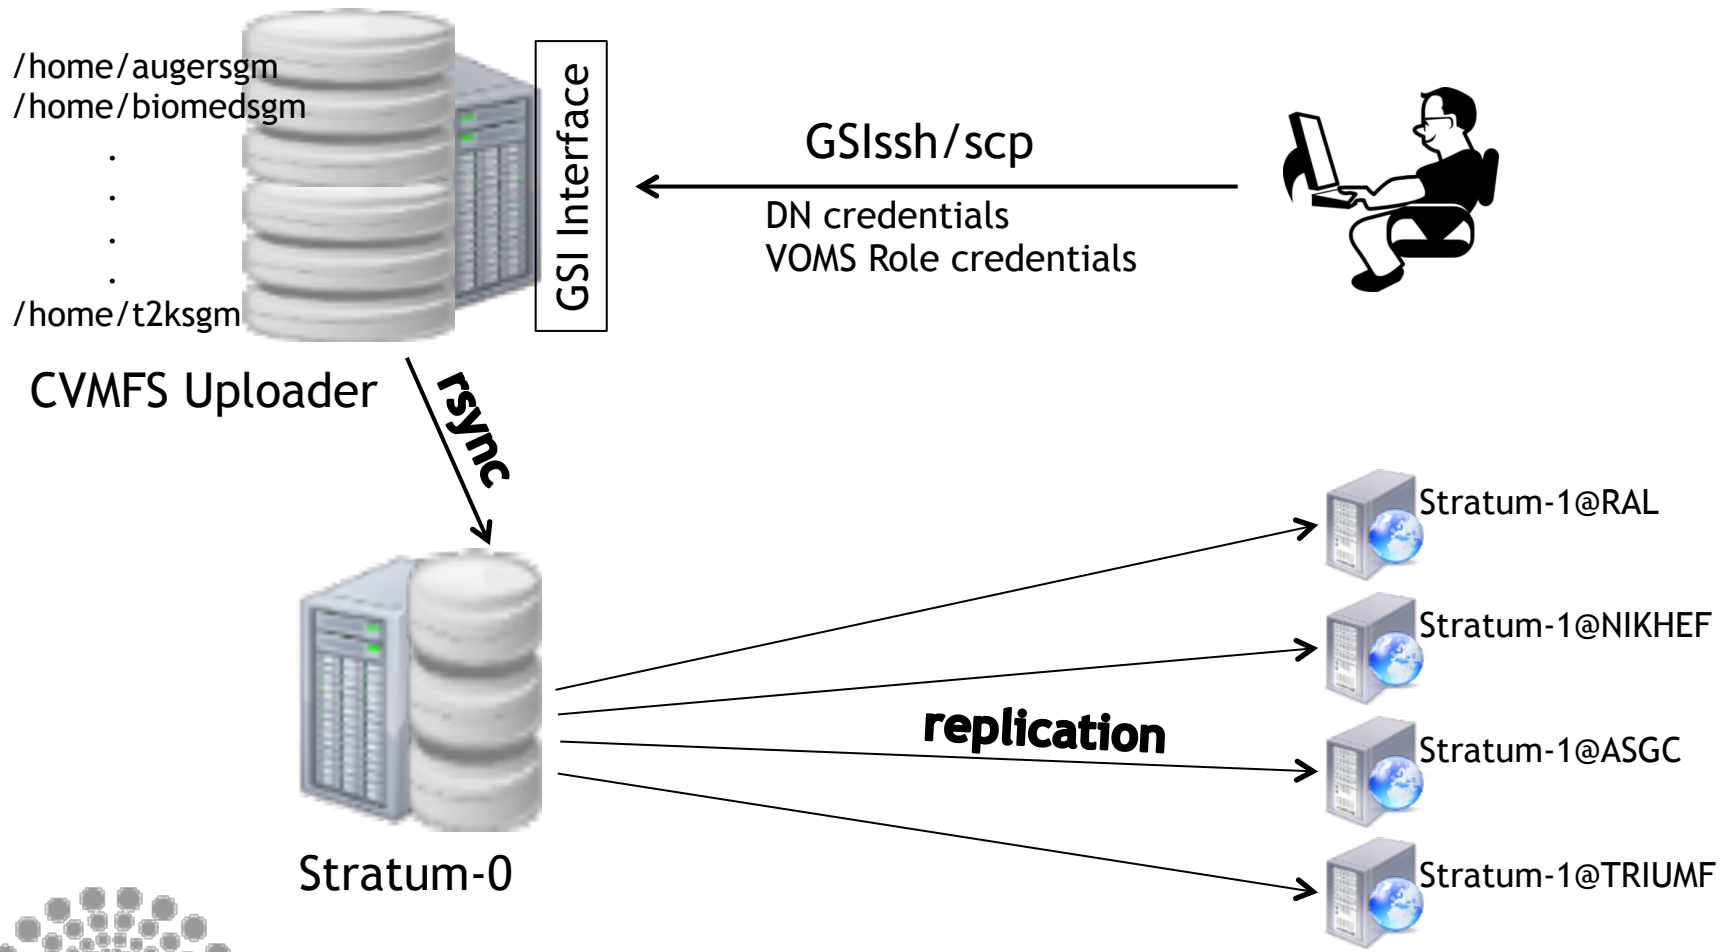 /home/augersgm
/home/biomedsgm
.
.
.
.
/home/t2ksgm
CVMFS Uploader
GSI Interface
GSIssh/scp
DN credentials
VOMS Role credentials
rsync
Stratum-0
replication
Stratum-1@RAL
Stratum-1@NIKHEF
Stratum-1@ASGC
Stratum-1@TRIUMF